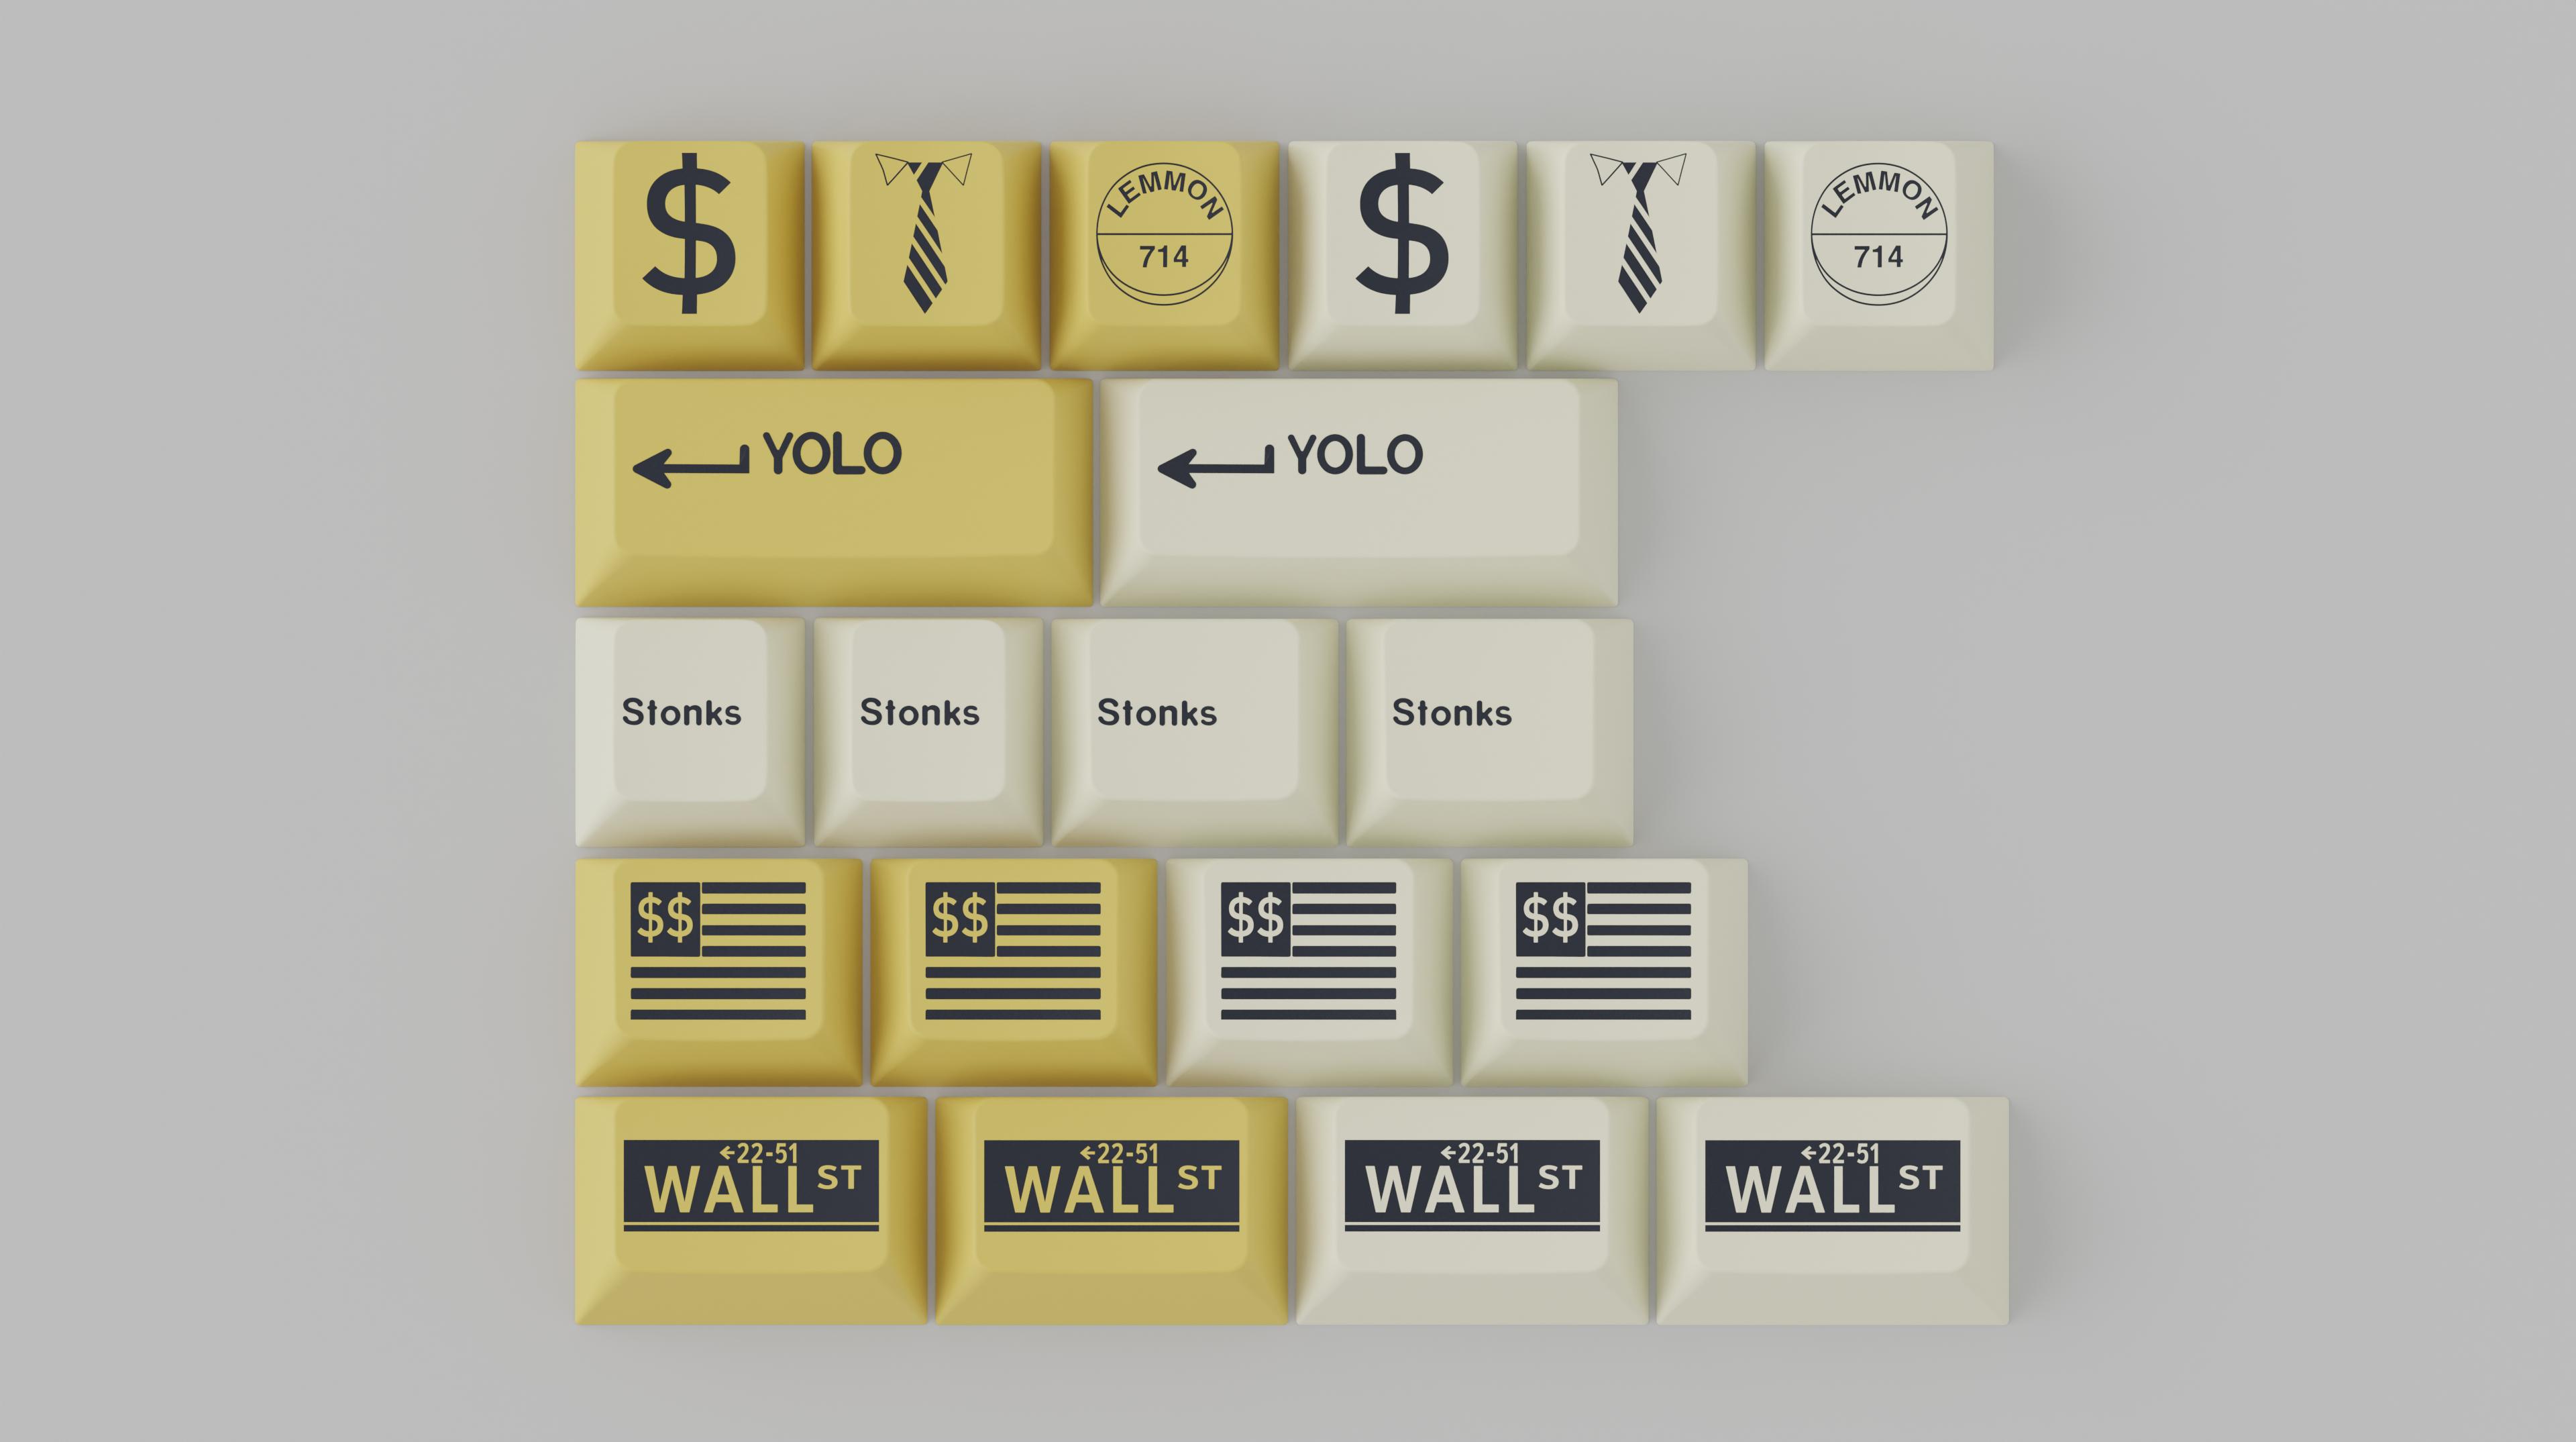 $
LEMMON
714
$
LEMMON
714
YOLO
YOLO
Stonks
Stonks
Stonks
Stonks
$$
$$
$$
$$
←22-51
WALL ST
←22-51
WALL ST
←22-51
WALL ST
←22-51
WALL ST